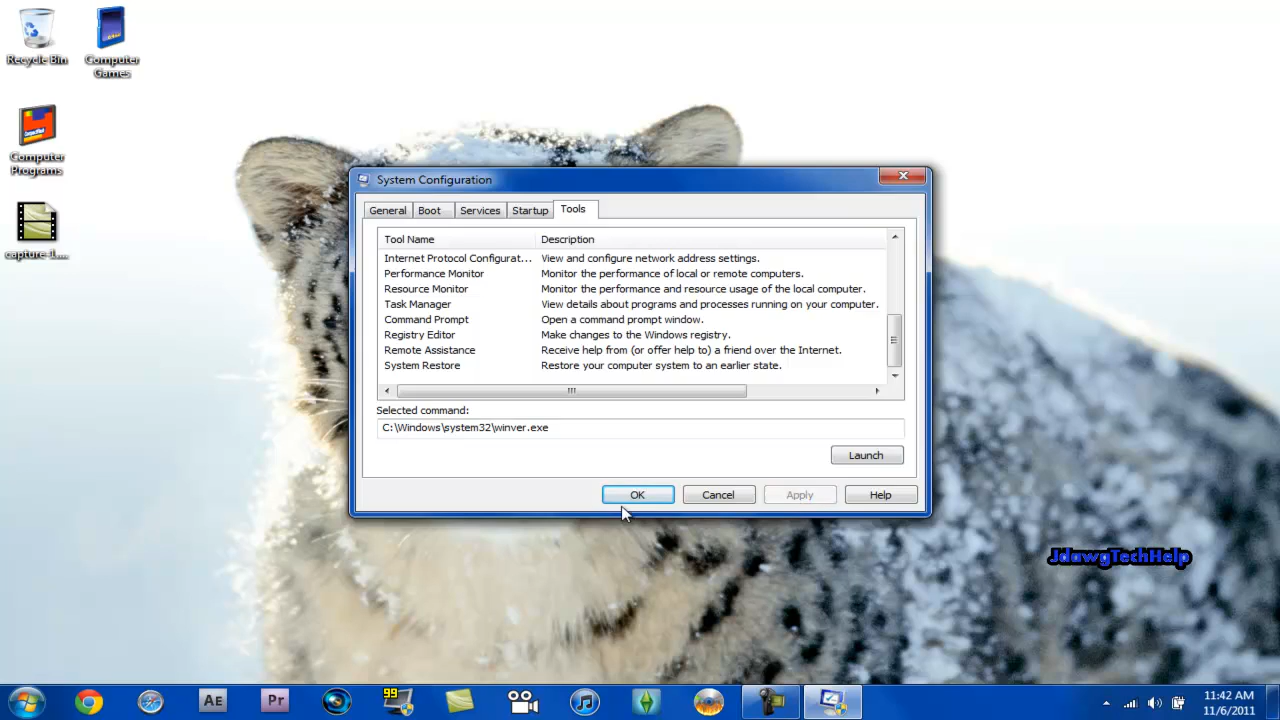 Recycle Bin
Computer Games
Computer Programs
capture-1....
System Configuration
General Boot Services Startup Tools
Tool Name Description
Internet Protocol Configurat... View and configure network address settings.
Performance Monitor Monitor the performance of local or remote computers.
Resource Monitor Monitor the performance and resource usage of the local computer.
Task Manager View details about programs and processes running on your computer.
Command Prompt Open a command prompt window.
Registry Editor Make changes to the Windows registry.
Remote Assistance Receive help from (or offer help to) a friend over the Internet.
System Restore Restore your computer system to an earlier state.
Selected command:
C:\Windows\system32\winver.exe
Launch
OK Cancel Apply Help
JdawgTechHelp
AE Pr 99
11:42 AM
11/6/2011